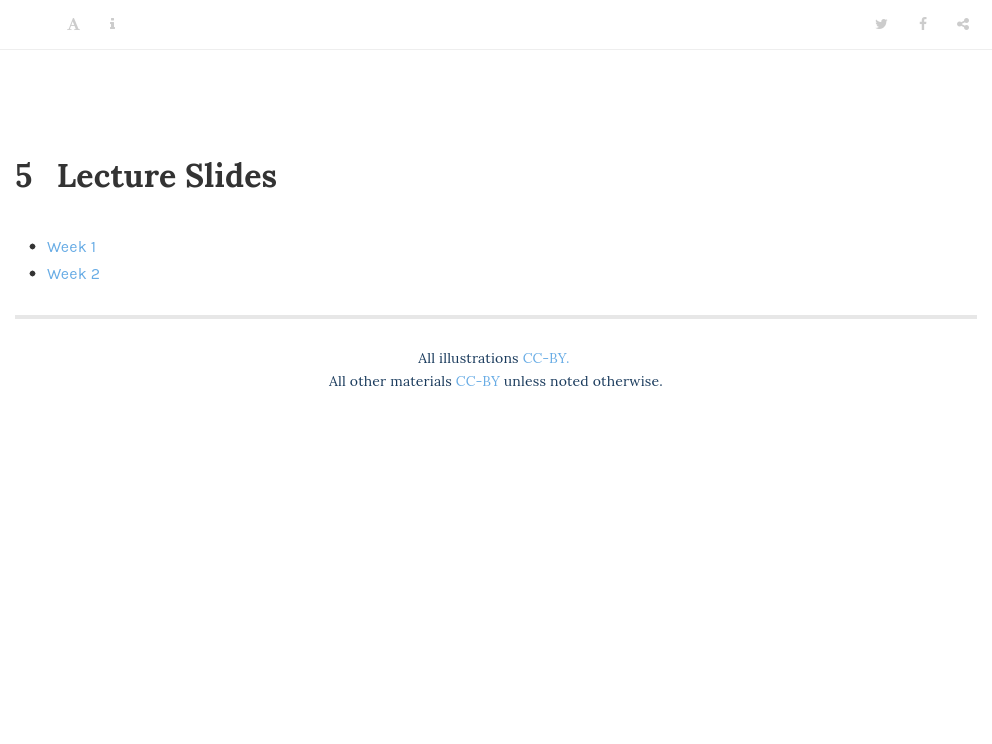 5 Lecture Slides
Week 1
Week 2
All illustrations CC-BY.
All other materials CC-BY unless noted otherwise.